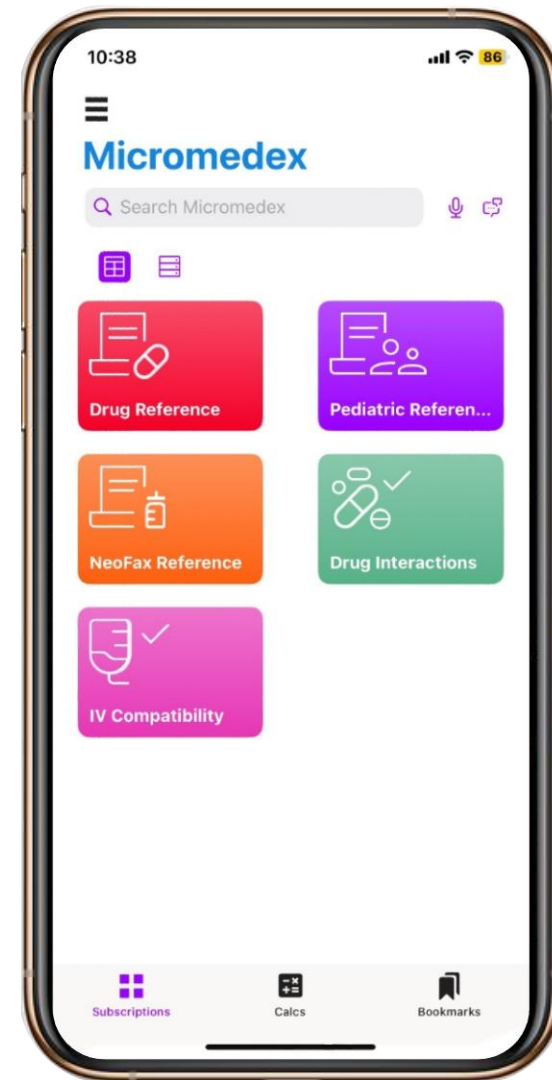 10:38
86
Micromedex
Search Micromedex
Drug Reference
Pediatric Referen...
NeoFax Reference
Drug Interactions
IV Compatibility
Subscriptions
Calcs
Bookmarks